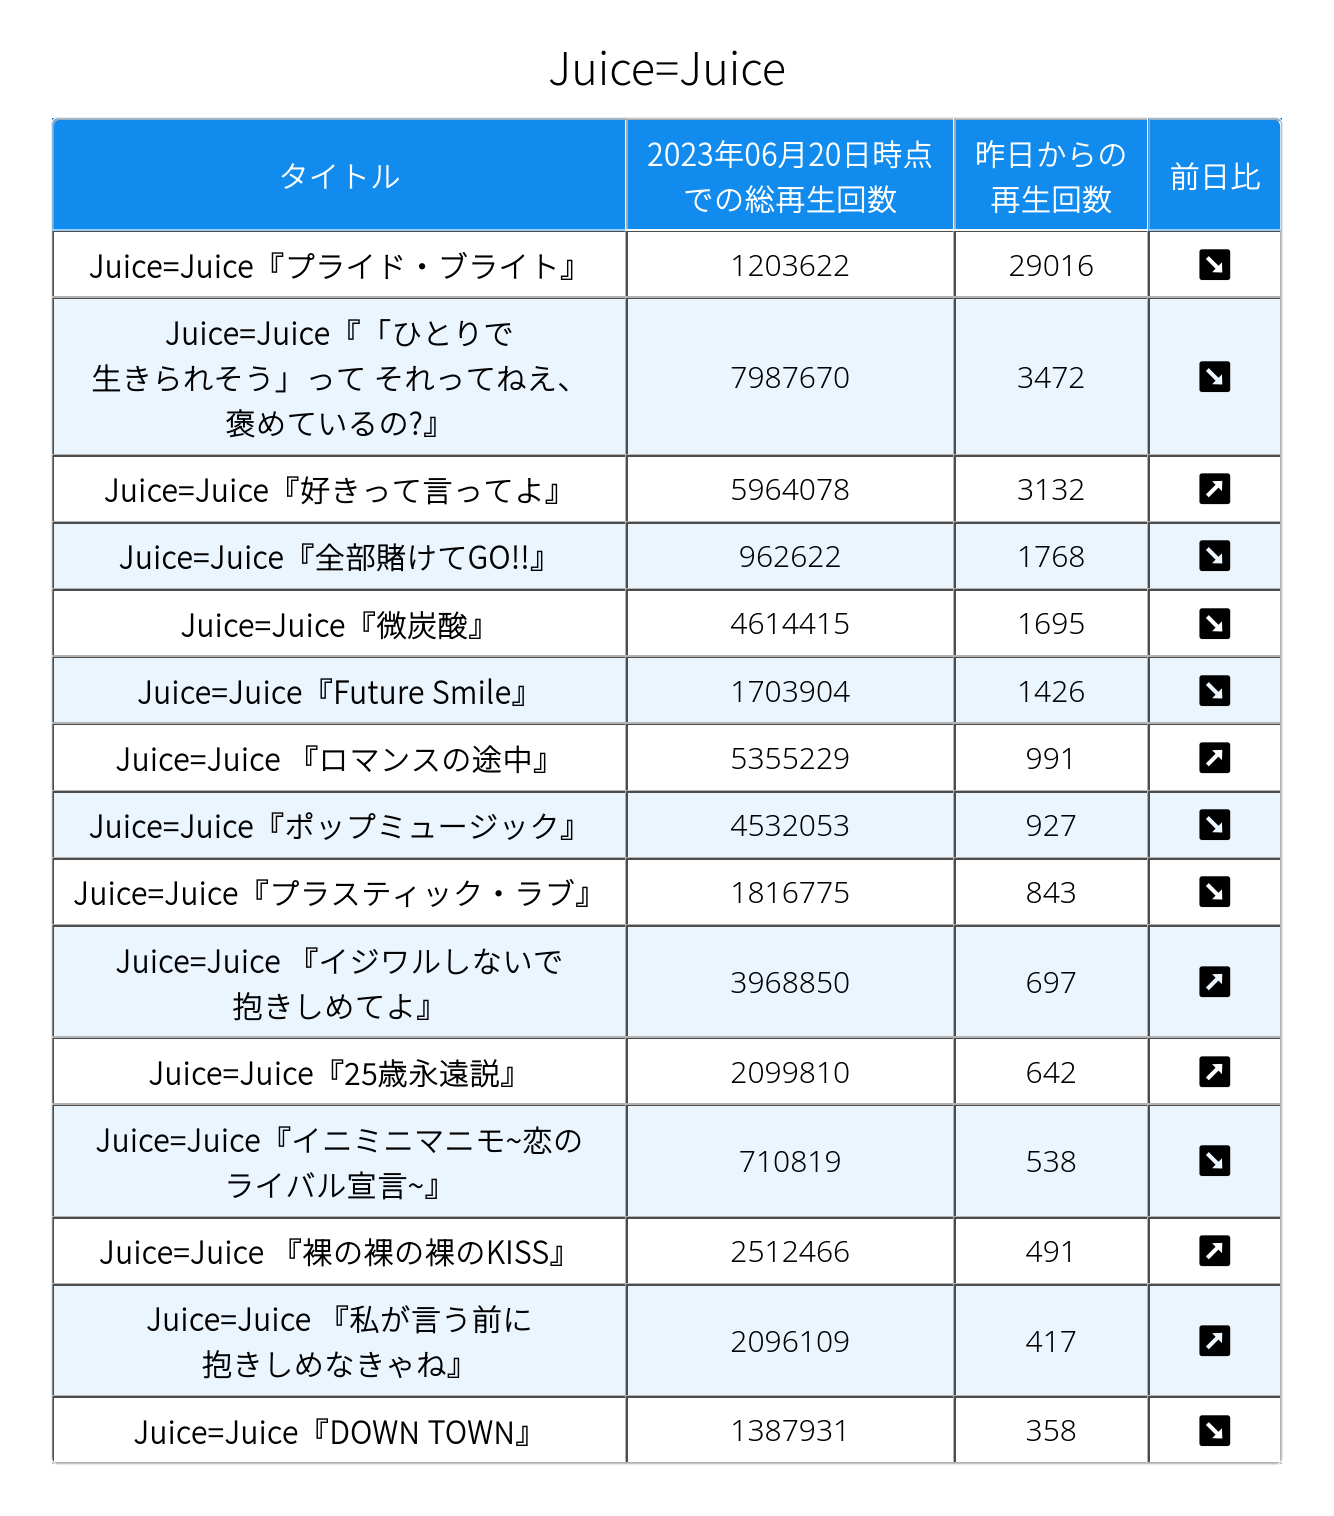 Juice=Juice
タイトル
2023年06月20日時点
での総再生回数
昨日からの
再生回数
前日比
Juice=Juice『プライド・ブライト』
1203622
29016
↘
Juice=Juice『「ひとりで
生きられそう」って それってねえ、
褒めているの?』
7987670
3472
↘
Juice=Juice『好きって言ってよ』
5964078
3132
↗
Juice=Juice『全部賭けてGO!!』
962622
1768
↘
Juice=Juice『微炭酸』
4614415
1695
↘
Juice=Juice『Future Smile』
1703904
1426
↘
Juice=Juice 『ロマンスの途中』
5355229
991
↗
Juice=Juice『ポップミュージック』
4532053
927
↘
Juice=Juice『プラスティック・ラブ』
1816775
843
↘
Juice=Juice 『イジワルしないで
抱きしめてよ』
3968850
697
↗
Juice=Juice『25歳永遠説』
2099810
642
↗
Juice=Juice『イニミニマニモ~恋の
ライバル宣言~』
710819
538
↘
Juice=Juice 『裸の裸の裸のKISS』
2512466
491
↗
Juice=Juice 『私が言う前に
抱きしめなきゃね』
2096109
417
↗
Juice=Juice『DOWN TOWN』
1387931
358
↘